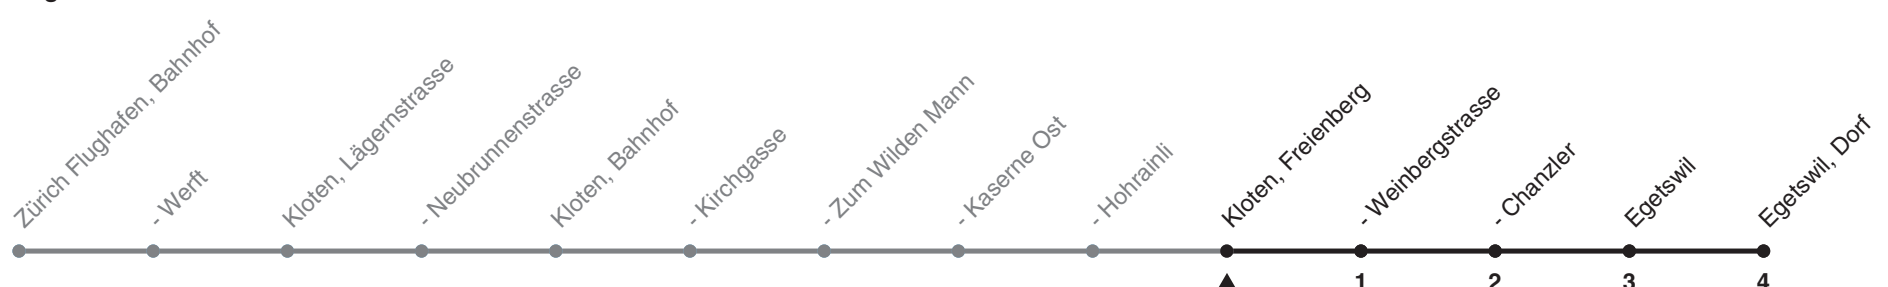 Zürich Flughafen, Bahnhof
- Werft
Kloten, Lägernstrasse
- Neubrunnenstrasse
Kloten, Bahnhof
- Kirchgasse
- Zum Wilden Mann
- Kaserne Ost
- Hohrainli
Kloten, Freienberg
- Weinbergstrasse
- Chanzler
Egetswil
Egetswil, Dorf
1 2 3 4